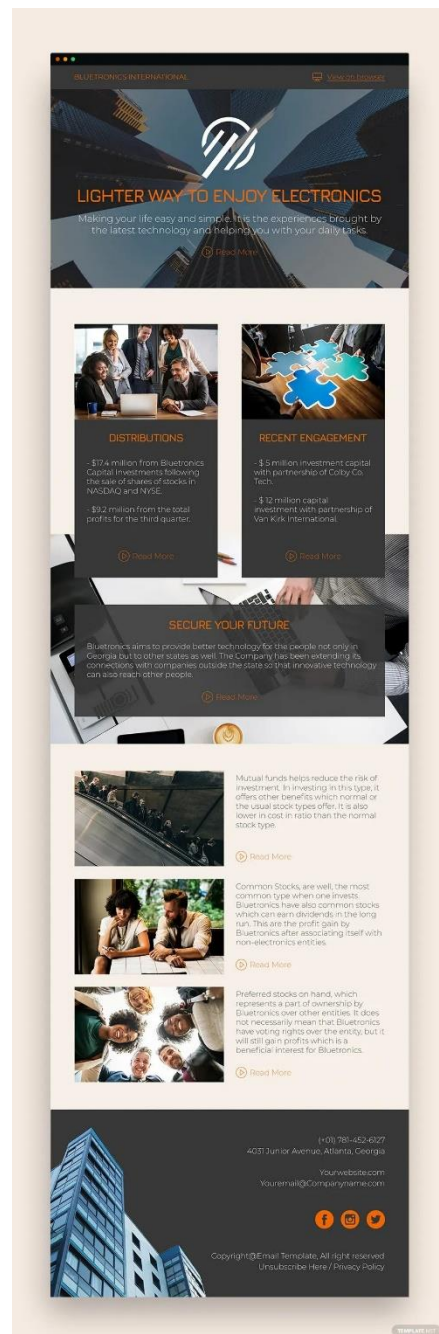 BLUETRONICS INTERNATIONAL
View on browser
LIGHTER WAY TO ENJOY ELECTRONICS
Making your life easy and simple. It is the experiences brought by
the latest technology and helping you with your daily tasks.
Read More
DISTRIBUTIONS
- $17.4 million from Bluetronics
Capital Investments following
the sale of shares of stocks in
NASDAQ and NYSE.
- $9.2 million from the total
profits for the third quarter.
Read More
RECENT ENGAGEMENT
- $ 5 million investment capital
with partnership of Colby Co.
Tech.
- $ 12 million capital
investment with partnership of
Van Kirk International.
Read More
SECURE YOUR FUTURE
Bluetronics aims to provide better technology for the people not only in
Georgia but to other states as well. The Company has been extending its
connections with companies outside the state so that innovative technology
can also reach other people.
Read More
Mutual funds helps reduce the risk of
investment. In investing in this type, it
offers other benefits which normal or
the usual stock types offer. It is also
lower in cost in ratio than the normal
stock type.
Read More
Common Stocks, are well, the most
common type when one invests.
Bluetronics have also common stocks
which can earn dividends in the long
run. This are the profit gain by
Bluetronics after associating itself with
non-electronics entities.
Read More
Preferred stocks on hand, which
represents a part of ownership by
Bluetronics over other entities. It does
not necessarily mean that Bluetronics
have voting rights over the entity, but it
will still gain profits which is a
beneficial interest for Bluetronics.
Read More
(+01) 781-452-6127
4031 Junior Avenue, Atlanta, Georgia
Yourwebsite.com
Youremail@Companyname.com
Copyright@Email Template, All right reserved
Unsubscribe Here / Privacy Policy
TEMPLATE.NET